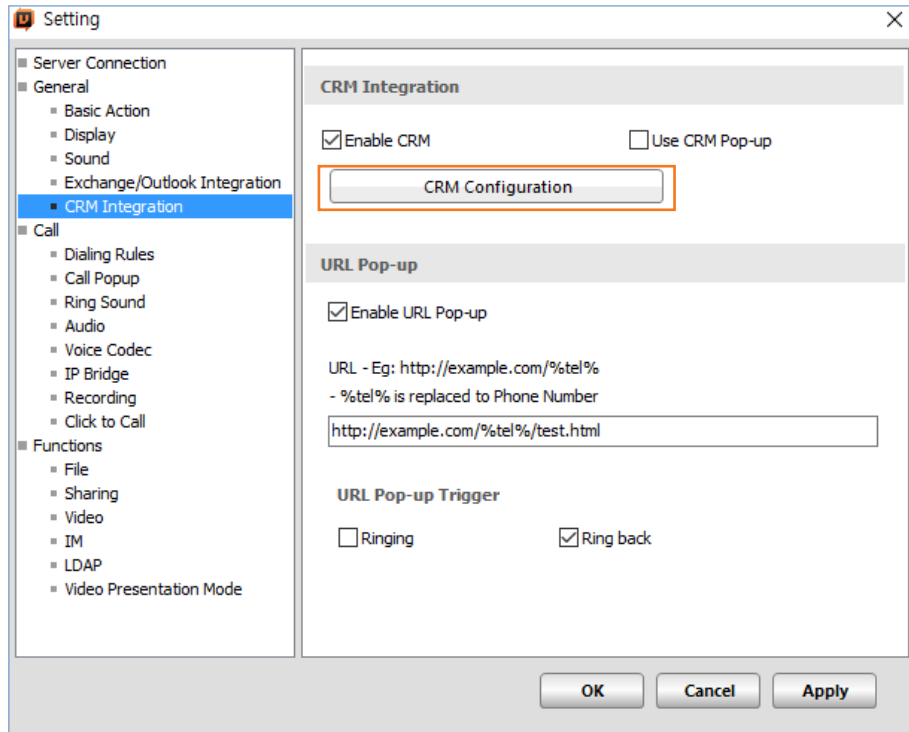 Setting
Server Connection
General
Basic Action
Display
Sound
Exchange/Outlook Integration
CRM Integration
Call
Dialing Rules
Call Popup
Ring Sound
Audio
Voice Codec
IP Bridge
Recording
Click to Call
Functions
File
Sharing
Video
IM
LDAP
Video Presentation Mode
CRM Integration
Enable CRM Use CRM Pop-up
CRM Configuration
URL Pop-up
Enable URL Pop-up
URL - Eg: http://example.com/%tel%
- %tel% is replaced to Phone Number
http://example.com/%tel%/test.html
URL Pop-up Trigger
Ringing Ring back
OK Cancel Apply